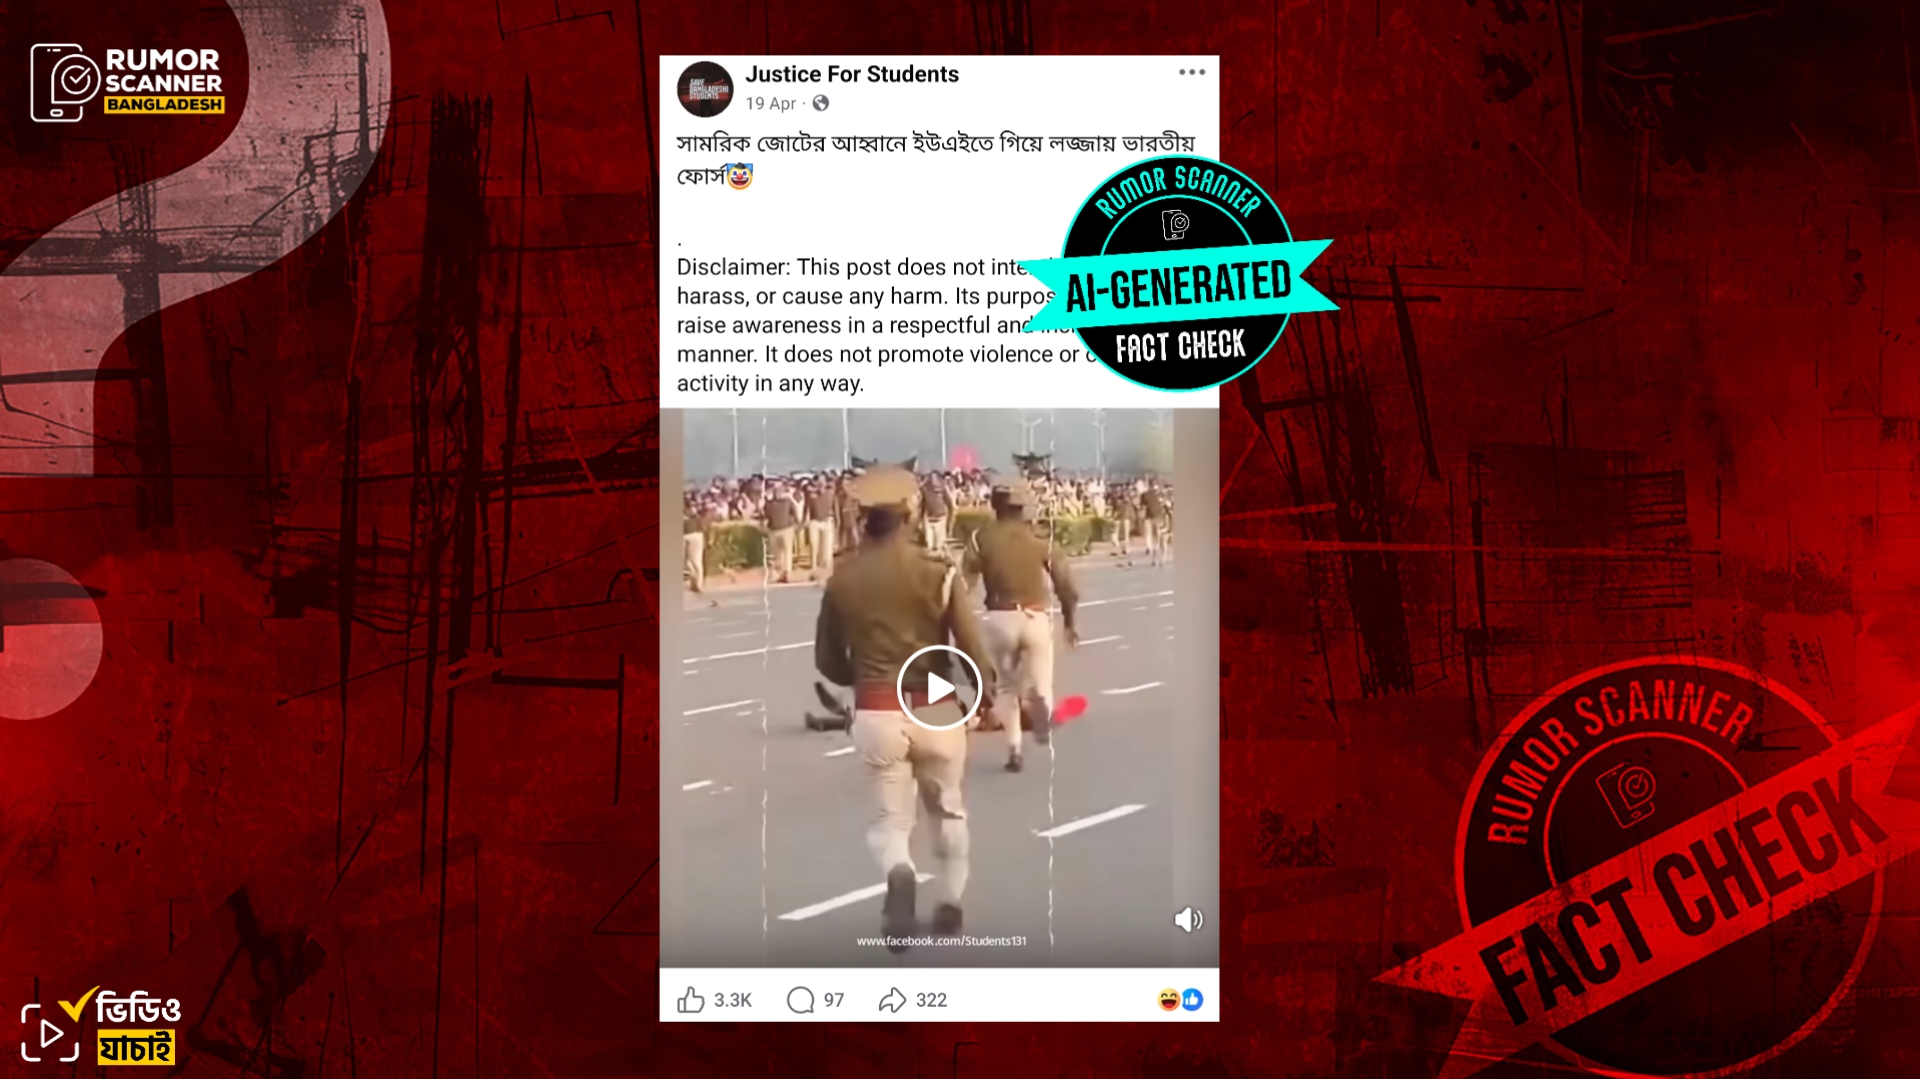 RUMOR
SCANNER
BANGLADESH
Justice For Students
19 Apr
সামরিক জোটের আহ্বানে ইউএইতে গিয়ে লজ্জায় ভারতীয়
ফোর্স🤡
.
Disclaimer: This post does not
harass, or cause any harm. Its
raise awareness in a respectful
manner. It does not promote violence or
activity in any way.
RUMOR SCANNER
AI-GENERATED
FACT CHECK
SAVE
BANGLADESHI
STUDENTS
www.facebook.com/Students131
3.3K 97 322
ভিডিও
যাচাই
RUMOR SCANNER
FACT CHECK